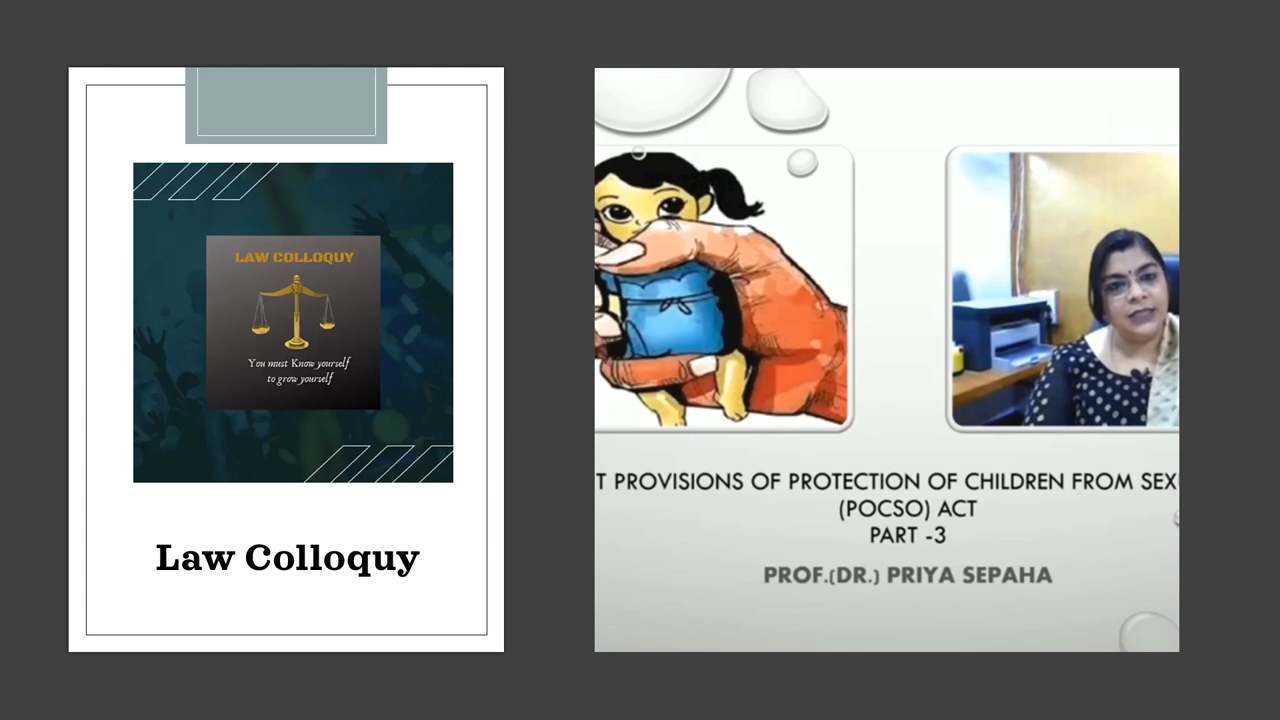 LAW COLLOQUY
You must Know yourself
to grow yourself
Law Colloquy
T PROVISIONS OF PROTECTION OF CHILDREN FROM SEX
(POCSO) ACT
PART -3
PROF.(DR.) PRIYA SEPAHA